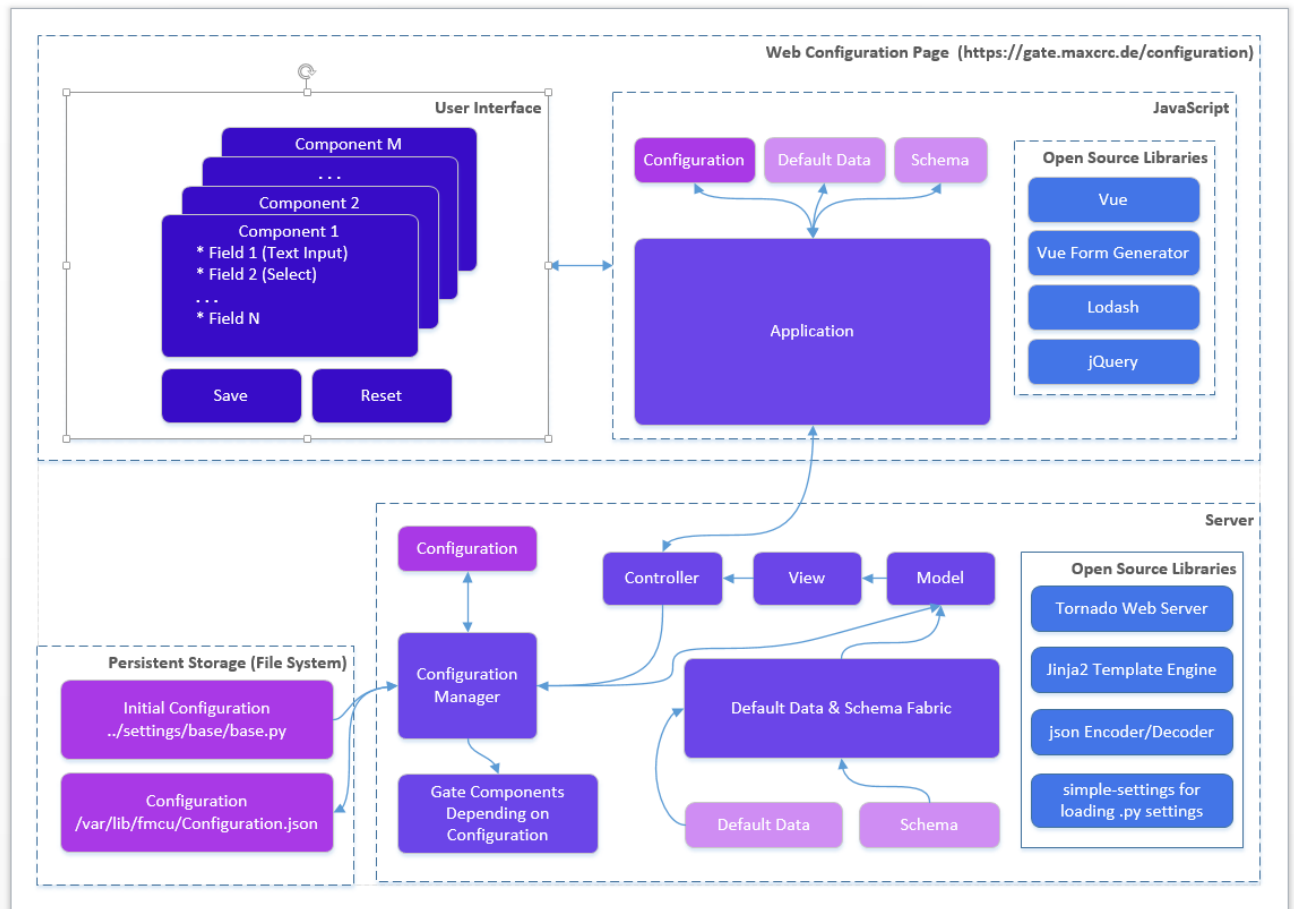 Web Configuration Page (https://gate.maxcrc.de/configuration)
User Interface
Component M
. . .
Component 2
Component 1
* Field 1 (Text Input)
* Field 2 (Select)
. . .
* Field N
Save
Reset
JavaScript
Configuration
Default Data
Schema
Application
Open Source Libraries
Vue
Vue Form Generator
Lodash
jQuery
Server
Configuration
Controller
View
Model
Configuration
Manager
Default Data & Schema Fabric
Gate Components
Depending on
Configuration
Default Data
Schema
Open Source Libraries
Tornado Web Server
Jinja2 Template Engine
json Encoder/Decoder
simple-settings for
loading .py settings
Persistent Storage (File System)
Initial Configuration
../settings/base/base.py
Configuration
/var/lib/fmcu/Configuration.json